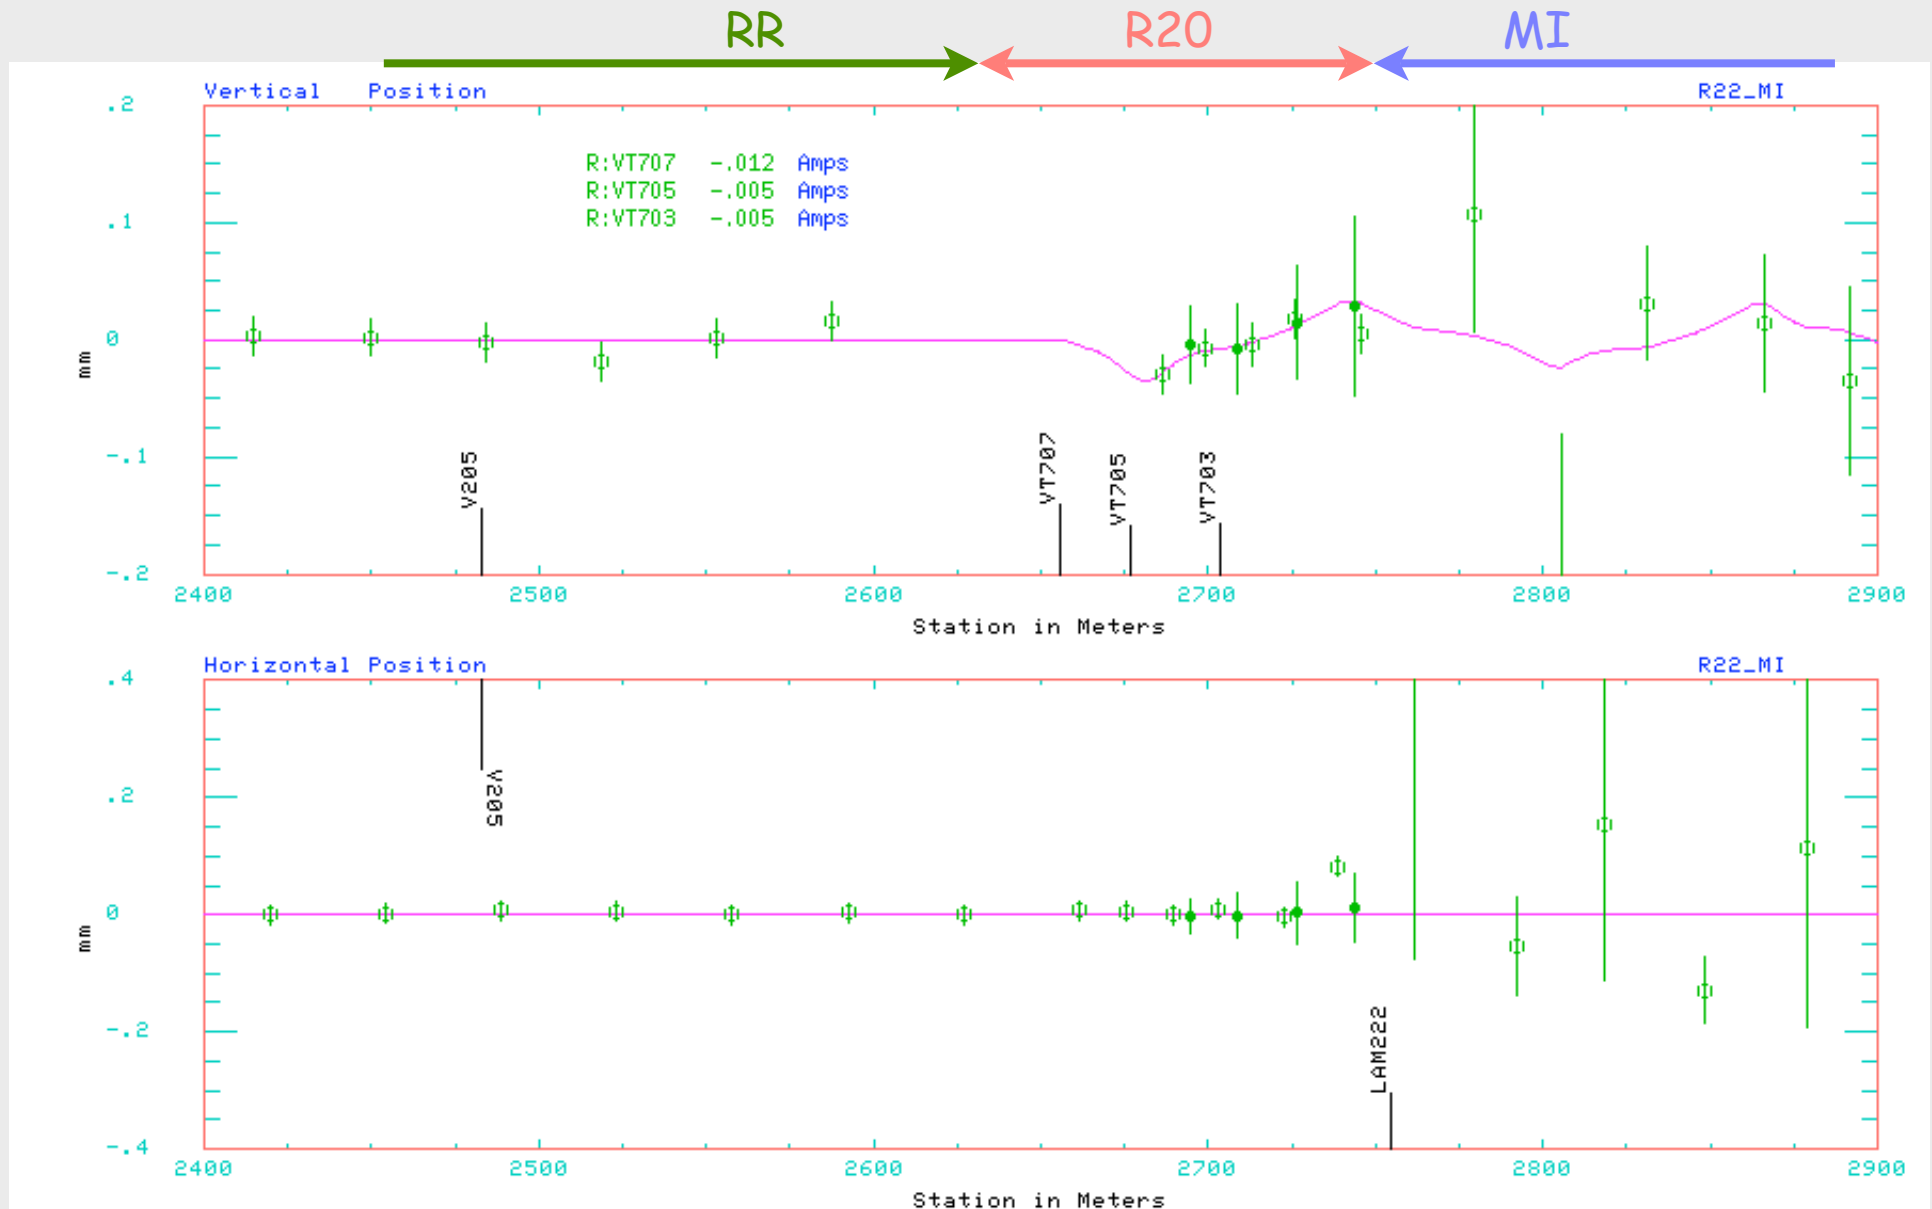 RR R20 MI
Vertical Position R22_MI
.2
R:VT707 -.012 Amps
R:VT705 -.005 Amps
R:VT703 -.005 Amps
.1
0
mm
-.1
V205 VT707 VT705 VT703
-.2
2400 2500 2600 2700 2800 2900
Station in Meters
Horizontal Position R22_MI
.4
V205
.2
0
mm
-.2
LAM222
-.4
2400 2500 2600 2700 2800 2900
Station in Meters